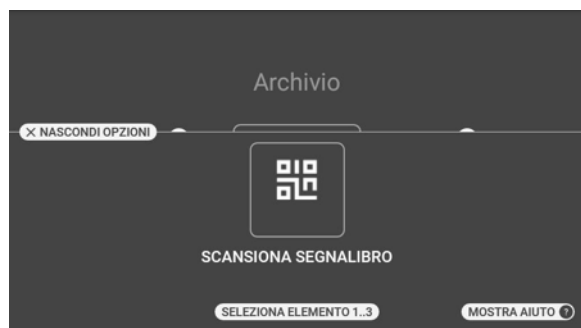 Archivio
× NASCONDI OPZIONI
SCANSIONA SEGNALIBRO
SELEZIONA ELEMENTO 1..3
MOSTRA AIUTO ?